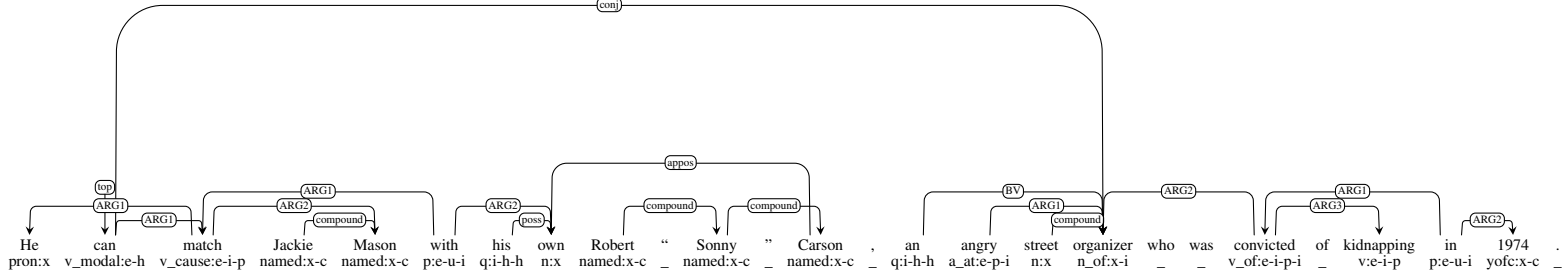 conj
appos
top ARG1 BV ARG2 ARG1
ARG1 ARG2 ARG2 ARG1 ARG3
ARG1 compound poss compound compound compound ARG2
He can match Jackie Mason with his own Robert “ Sonny ” Carson , an angry street organizer who was convicted of kidnapping in 1974 .
pron:x v_modal:e-h v_cause:e-i-p named:x-c named:x-c p:e-u-i q:i-h-h n:x named:x-c _ named:x-c _ named:x-c _ q:i-h-h a_at:e-p-i n:x n_of:x-i _ _ v_of:e-i-p-i _ v:e-i-p p:e-u-i yofc:x-c _